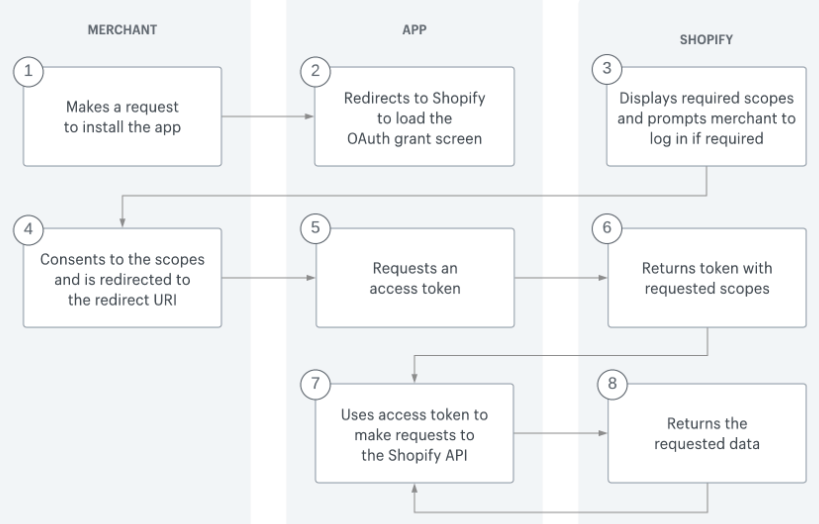 MERCHANT
APP
SHOPIFY
1
Makes a request
to install the app
2
Redirects to Shopify
to load the
OAuth grant screen
3
Displays required scopes
and prompts merchant to
log in if required
4
Consents to the scopes
and is redirected to
the redirect URI
5
Requests an
access token
6
Returns token with
requested scopes
7
Uses access token to
make requests to
the Shopify API
8
Returns the
requested data